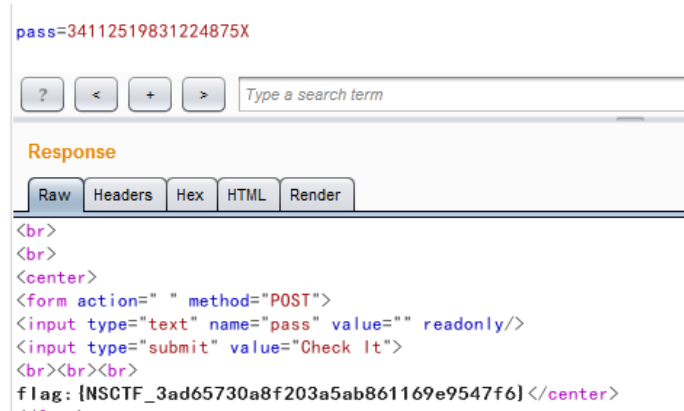 pass=34112519831224875X
? < + > Type a search term
Response
Raw Headers Hex HTML Render
<br>
<br>
<center>
<form action=" " method="POST">
<input type="text" name="pass" value="" readonly/>
<input type="submit" value="Check It">
<br><br><br>
flag:{NSCTF_3ad65730a8f203a5ab861169e9547f6}</center>